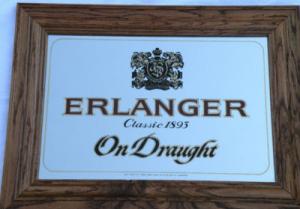 ERLANGER
Classic 1893
On Draught